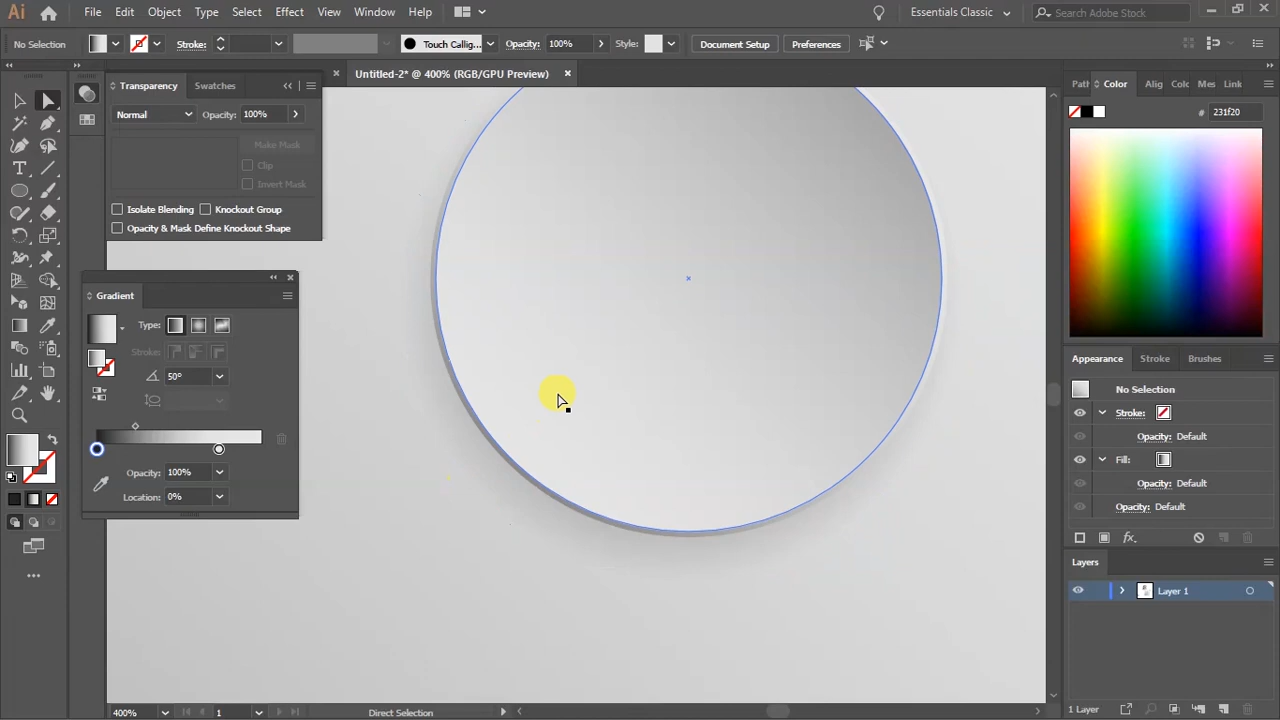 Ai File Edit Object Type Select Effect View Window Help Essentials Classic Search Adobe Stock
No Selection Stroke: Touch Callig... Opacity: 100% Style: Document Setup Preferences
Transparency Swatches
Untitled-2* @ 400% (RGB/GPU Preview)
Color
Normal Opacity: 100%
Make Mask
Clip
Invert Mask
Isolate Blending Knockout Group
Opacity & Mask Define Knockout Shape
Gradient
Type:
Stroke:
50°
Opacity: 100%
Location: 0%
Patl Color Alig Colc Mes Link
# 231f20
Appearance Stroke Brushes
No Selection
Stroke:
Opacity: Default
Fill:
Opacity: Default
Opacity: Default
fx
Layers
Layer 1
1 Layer
400% 1 Direct Selection